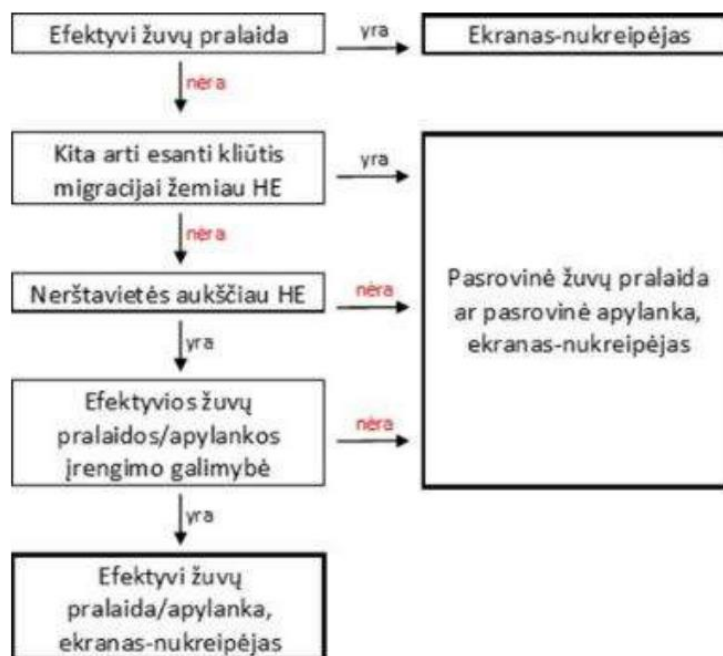 Efektyvi žuvų pralaida
yra
Ekranas-nukreipėjas
nėra
Kita arti esanti kliūtis
migracijai žemiau HE
yra
nėra
Nerštavietės aukščiau HE
nėra
Pasrovinė žuvų pralaida
ar pasrovinė apylanka,
ekranas-nukreipėjas
yra
Efektyvios žuvų
pralaidos/apylankos
įrengimo galimybė
nėra
yra
Efektyvi žuvų
pralaida/apylanka,
ekranas-nukreipėjas